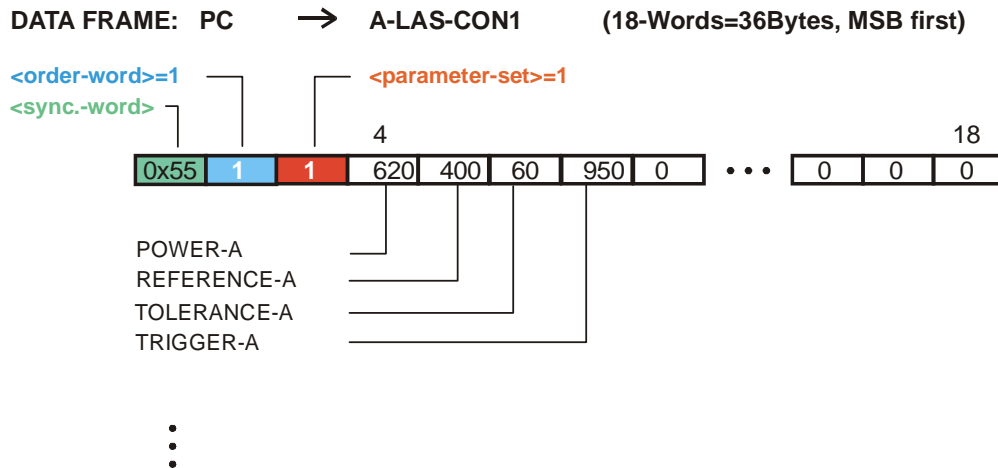 DATA FRAME: PC → A-LAS-CON1 (18-Words=36Bytes, MSB first)
<order-word>=1 <parameter-set>=1
<sync.-word>
4 18
0x55 1 1 620 400 60 950 0 • • • 0 0 0
POWER-A
REFERENCE-A
TOLERANCE-A
TRIGGER-A